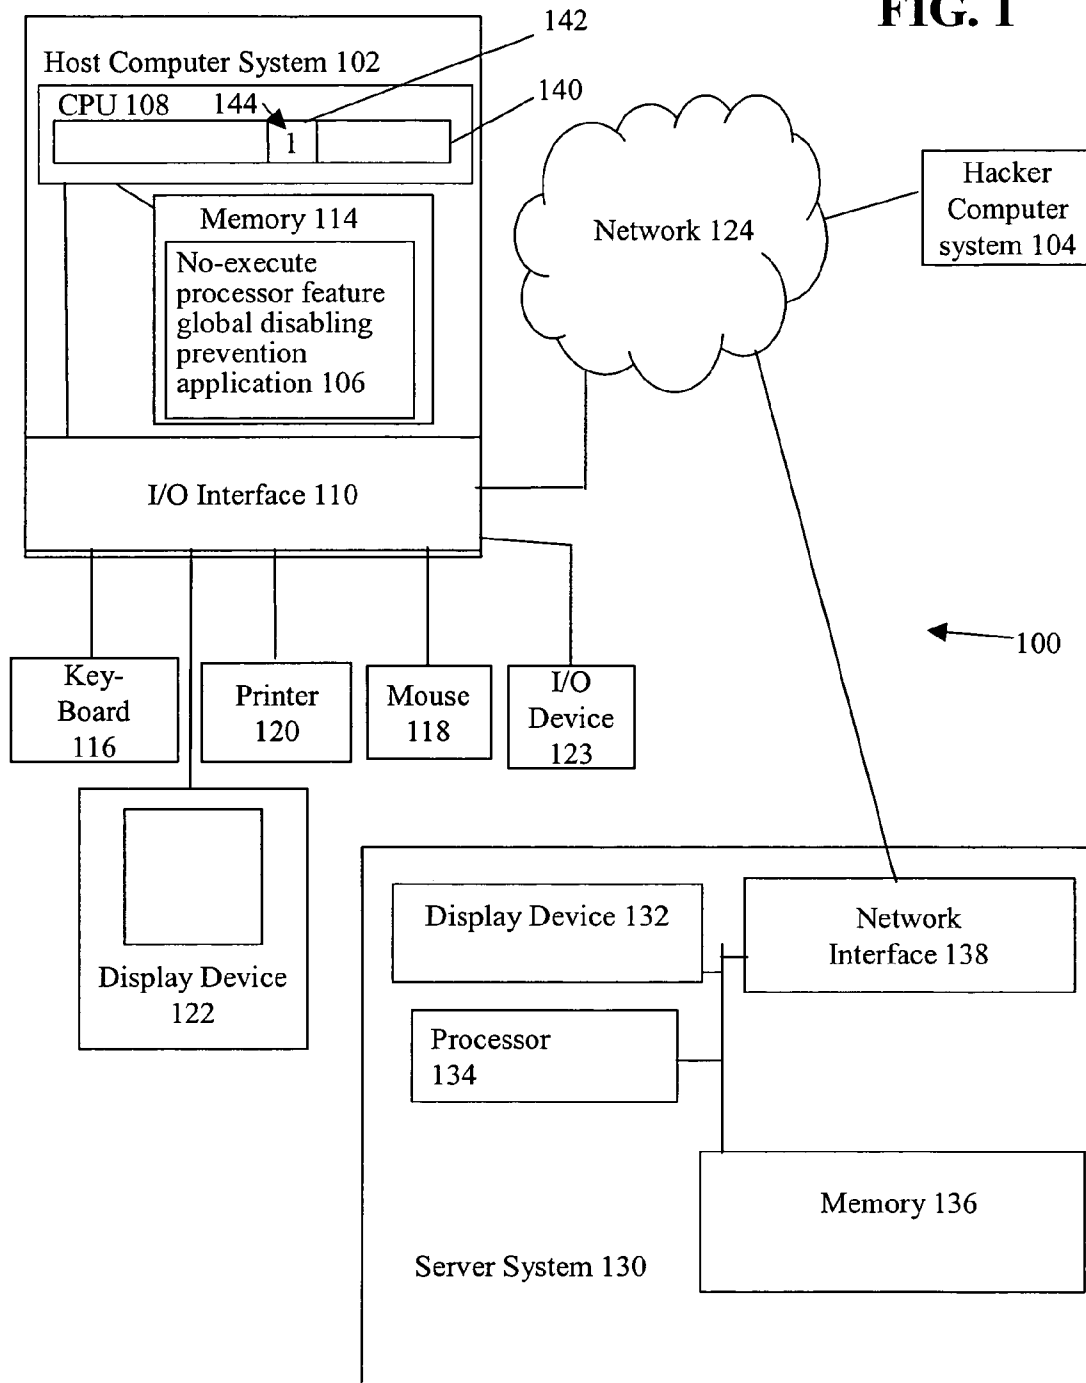 FIG. 1
142
Host Computer System 102
140
CPU 108
144
1
Memory 114
No-execute
processor feature
global disabling
prevention
application 106
Network 124
Hacker
Computer
system 104
I/O Interface 110
100
Key-
Board
116
Printer
120
Mouse
118
I/O
Device
123
Display Device
122
Display Device 132
Network
Interface 138
Processor
134
Memory 136
Server System 130